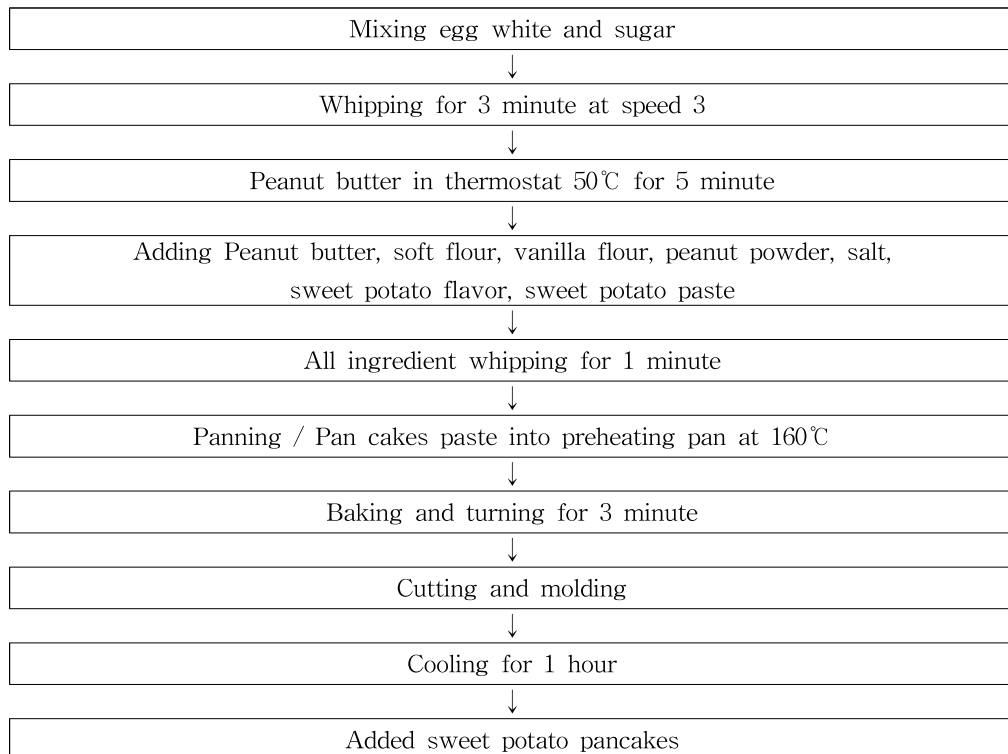 Mixing egg white and sugar
↓
Whipping for 3 minute at speed 3
↓
Peanut butter in thermostat 50℃ for 5 minute
↓
Adding Peanut butter, soft flour, vanilla flour, peanut powder, salt,
sweet potato flavor, sweet potato paste
↓
All ingredient whipping for 1 minute
↓
Panning / Pan cakes paste into preheating pan at 160℃
↓
Baking and turning for 3 minute
↓
Cutting and molding
↓
Cooling for 1 hour
↓
Added sweet potato pancakes